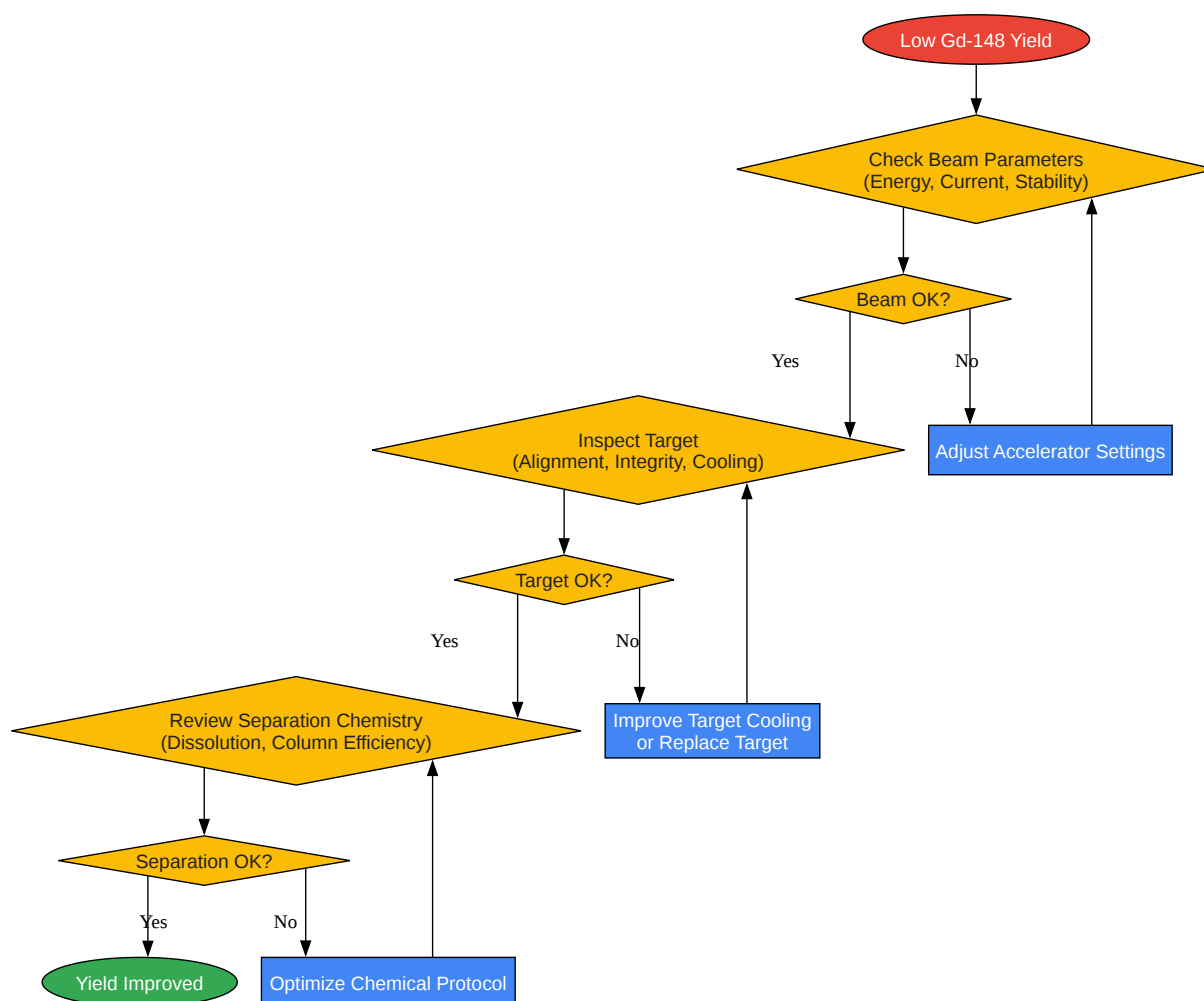 Low Gd-148 Yield
Check Beam Parameters
(Energy, Current, Stability)
Beam OK?
Yes
No
Inspect Target
(Alignment, Integrity, Cooling)
Adjust Accelerator Settings
Target OK?
Yes
No
Review Separation Chemistry
(Dissolution, Column Efficiency)
Improve Target Cooling
or Replace Target
Separation OK?
Yes
No
Yield Improved
Optimize Chemical Protocol